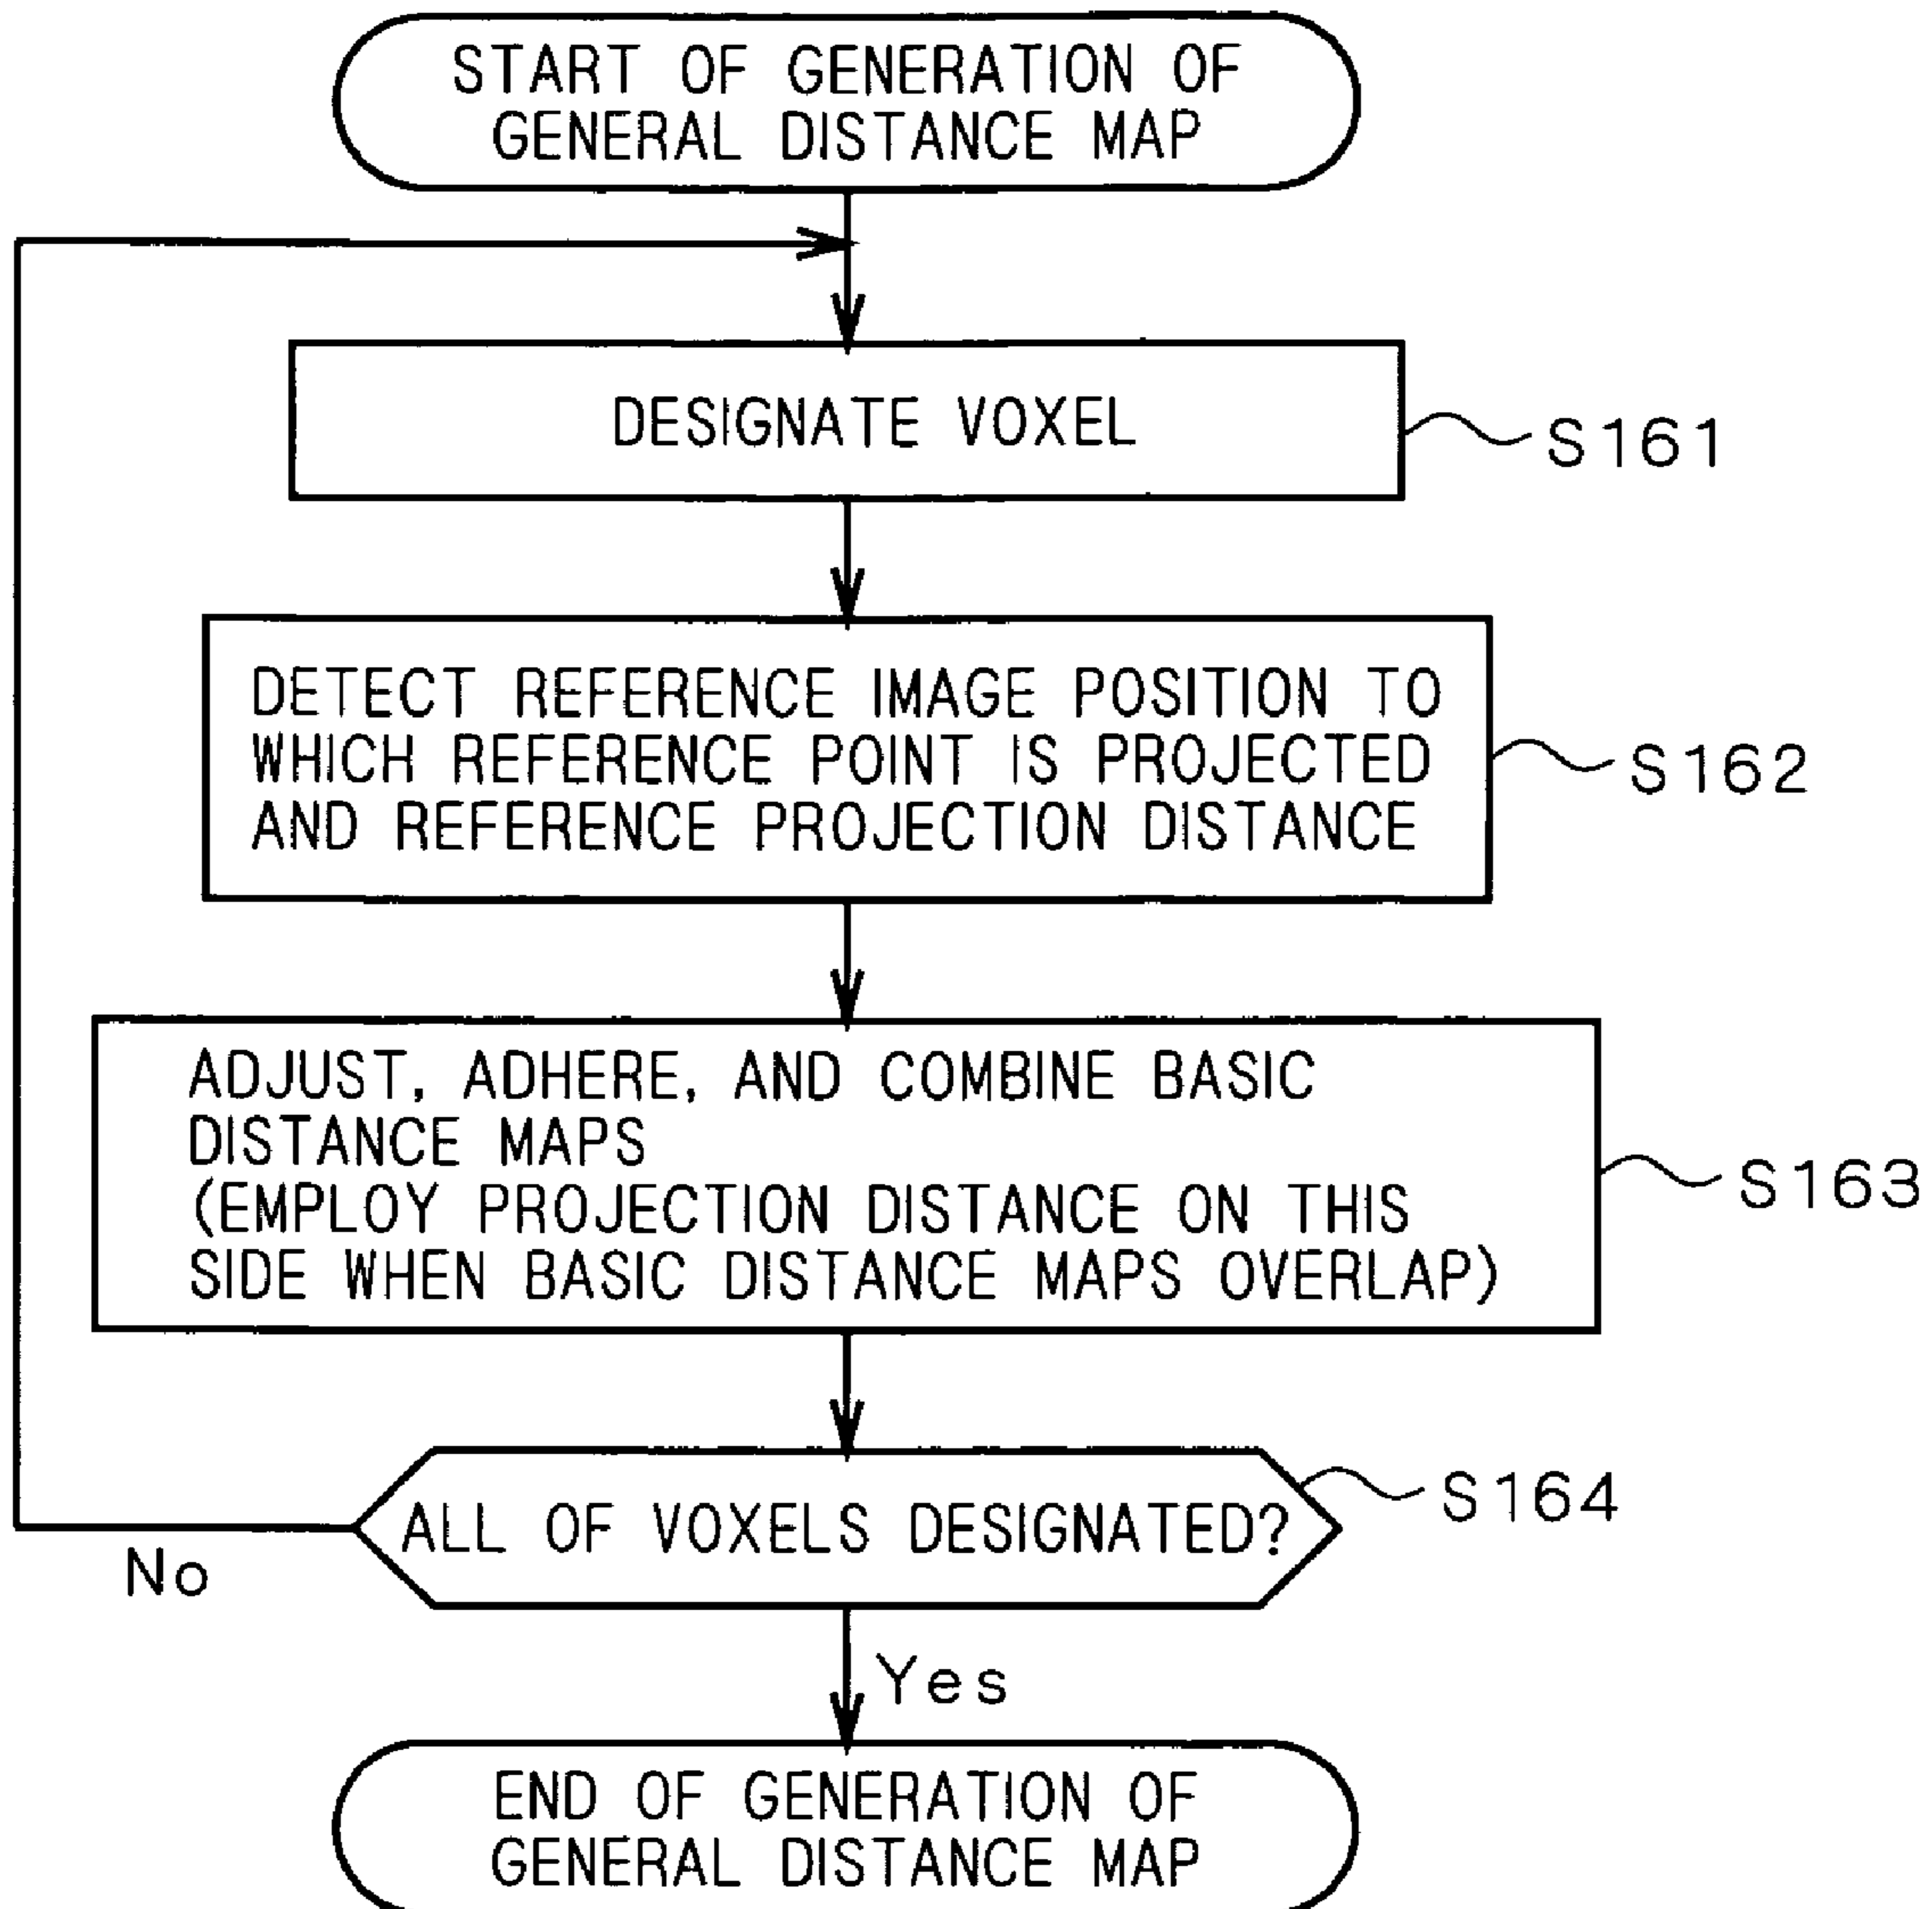 START OF GENERATION OF
GENERAL DISTANCE MAP
DESIGNATE VOXEL
S161
DETECT REFERENCE IMAGE POSITION TO
WHICH REFERENCE POINT IS PROJECTED
AND REFERENCE PROJECTION DISTANCE
S162
ADJUST, ADHERE, AND COMBINE BASIC
DISTANCE MAPS
(EMPLOY PROJECTION DISTANCE ON THIS
SIDE WHEN BASIC DISTANCE MAPS OVERLAP)
S163
ALL OF VOXELS DESIGNATED?
S164
No
Yes
END OF GENERATION OF
GENERAL DISTANCE MAP